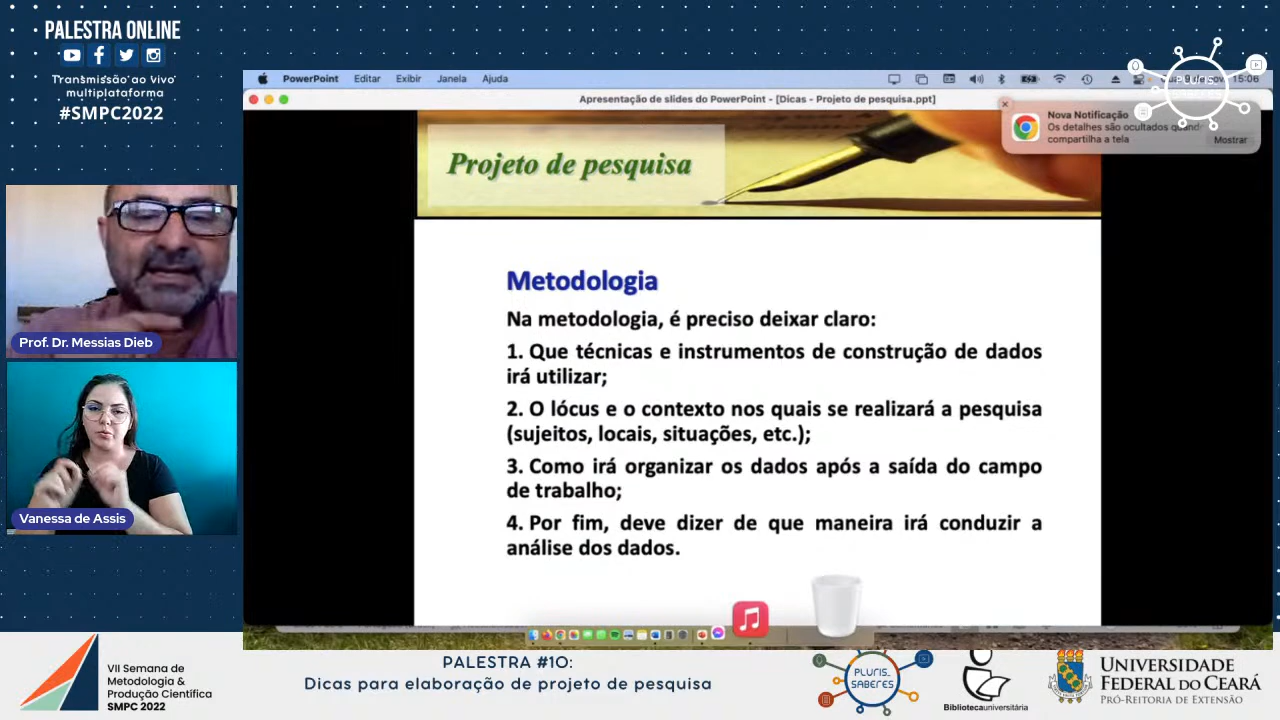 PALESTRA ONLINE
Transmissão ao vivo
multiplataforma
#SMPC2022
PowerPoint Editar Exibir Janela Ajuda
15:06
Apresentação de slides do PowerPoint - [Dicas - Projeto de pesquisa.ppt]
Nova Notificação
Os detalhes são ocultados quando
compartilha a tela
Mostrar
PLURIS_
Projeto de pesquisa
Metodologia
Na metodologia, é preciso deixar claro:
1. Que técnicas e instrumentos de construção de dados
irá utilizar;
2. O lócus e o contexto nos quais se realizará a pesquisa
(sujeitos, locais, situações, etc.);
3. Como irá organizar os dados após a saída do campo
de trabalho;
4. Por fim, deve dizer de que maneira irá conduzir a
análise dos dados.
Prof. Dr. Messias Dieb
Vanessa de Assis
VII Semana de
Metodologia &
Produção Científica
SMPC 2022
PALESTRA #10:
Dicas para elaboração de projeto de pesquisa
PLURIS_
SABERES
Bibliotecauniversitária
UNIVERSIDADE
FEDERAL DO CEARÁ
PRÓ-REITORIA DE EXTENSÃO